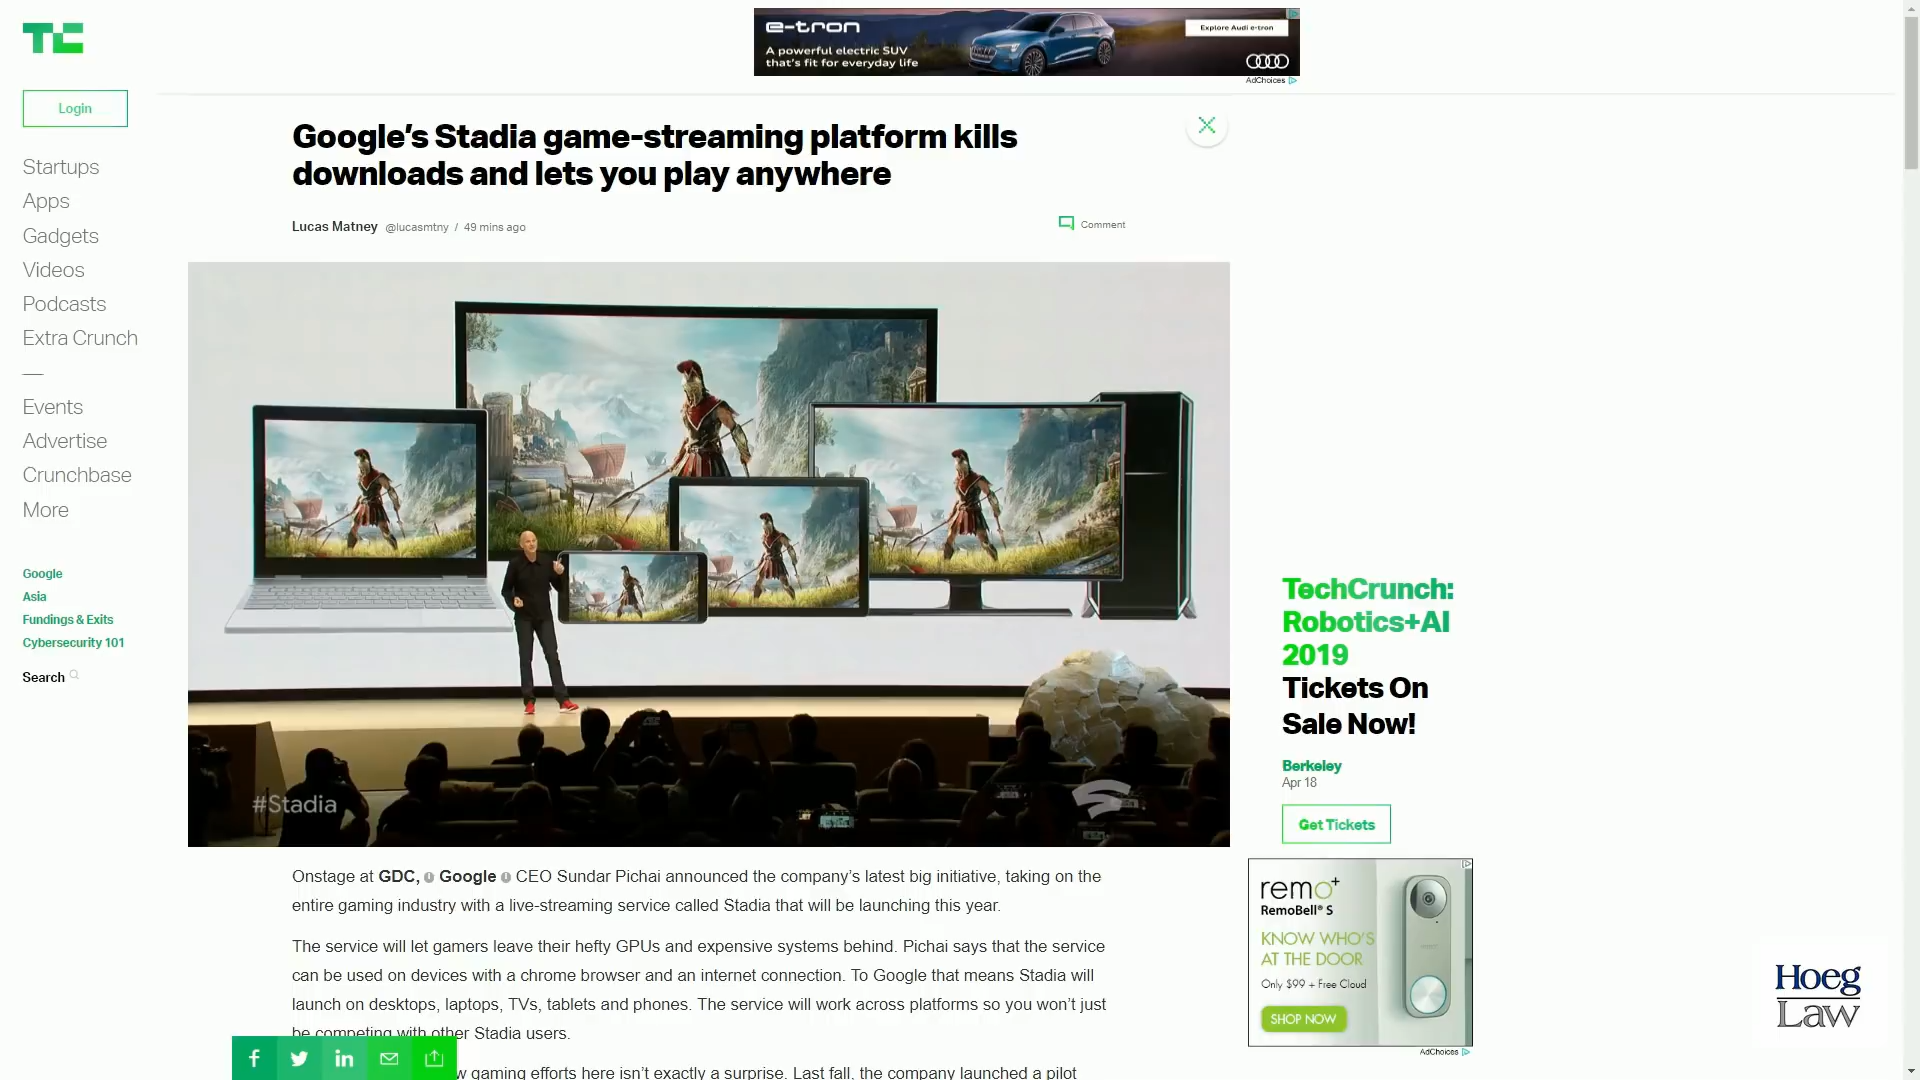 TC
Login
Startups
Apps
Gadgets
Videos
Podcasts
Extra Crunch
—
Events
Advertise
Crunchbase
More
Google
Asia
Fundings & Exits
Cybersecurity 101
Search
e-tron
A powerful electric SUV
that's fit for everyday life
Explore Audi e-tron
AdChoices
Google's Stadia game-streaming platform kills
downloads and lets you play anywhere
Lucas Matney @lucasmtny / 49 mins ago
Comment
#Stadia
Onstage at GDC, Google CEO Sundar Pichai announced the company's latest big initiative, taking on the
entire gaming industry with a live-streaming service called Stadia that will be launching this year.
The service will let gamers leave their hefty GPUs and expensive systems behind. Pichai says that the service
can be used on devices with a chrome browser and an internet connection. To Google that means Stadia will
launch on desktops, laptops, TVs, tablets and phones. The service will work across platforms so you won't just
be competing with other Stadia users.
w gaming efforts here isn't exactly a surprise. Last fall, the company launched a pilot
TechCrunch:
Robotics+AI
2019
Tickets On
Sale Now!
Berkeley
Apr 18
Get Tickets
remo+
RemoBell® S
KNOW WHO'S
AT THE DOOR
Only $99 + Free Cloud
SHOP NOW
AdChoices
Hoeg
Law